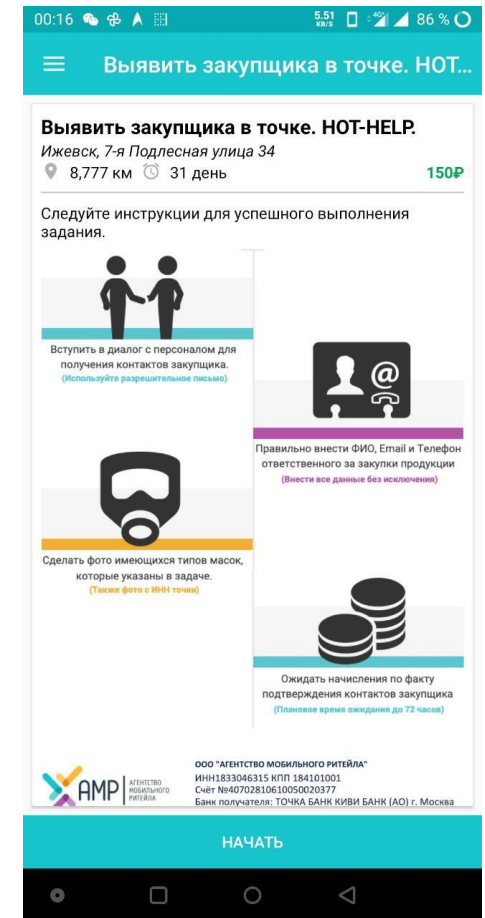 00:16
5.51 KB/S 4G 86 %
Выявить закупщика в точке. HOT...
Выявить закупщика в точке. HOT-HELP.
Ижевск, 7-я Подлесная улица 34
8,777 км 31 день 150₽
Следуйте инструкции для успешного выполнения
задания.
Вступить в диалог с персоналом для
получения контактов закупщика.
(Используйте разрешительное письмо)
@
Правильно внести ФИО, Email и Телефон
ответственного за закупки продукции
(Внести все данные без исключения)
Сделать фото имеющихся типов масок,
которые указаны в задаче.
(Также фото с ИНН точки)
Ожидать начисления по факту
подтверждения контактов закупщика
(Плановое время ожидания до 72 часов)
АМР
АГЕНТСТВО
МОБИЛЬНОГО
РИТЕЙЛА
ООО "АГЕНТСТВО МОБИЛЬНОГО РИТЕЙЛА"
ИНН1833046315 КПП 184101001
Счёт №40702810610050020377
Банк получателя: ТОЧКА БАНК КИВИ БАНК (АО) г. Москва
НАЧАТЬ